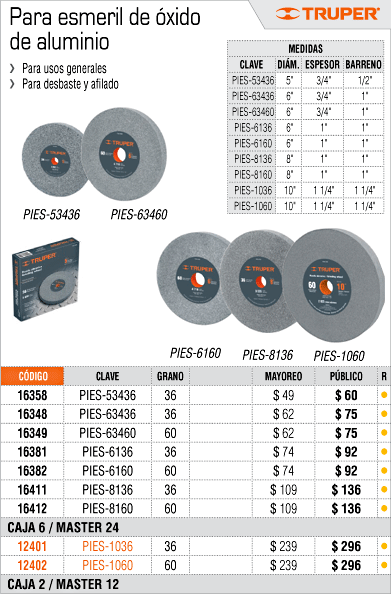 Para esmeril de óxido
de aluminio
TRUPER
› Para usos generales
› Para desbaste y afilado
MEDIDAS
CLAVE DIÁM. ESPESOR BARRENO
PIES-53436 5" 3/4" 1/2"
PIES-63436 6" 3/4" 1"
PIES-63460 6" 3/4" 1"
PIES-6136 6" 1" 1"
PIES-6160 6" 1" 1"
PIES-8136 8" 1" 1"
PIES-8160 8" 1" 1"
PIES-1036 10" 1 1/4" 1 1/4"
PIES-1060 10" 1 1/4" 1 1/4"
TRUPER
TRUPER
PIES-53436
PIES-63460
TRUPER
TRUPER
TRUPER
TRUPER
60
10"
PIES-6160
PIES-8136
PIES-1060
CÓDIGO CLAVE GRANO MAYOREO PÚBLICO R
16358 PIES-53436 36 $ 49 $ 60
16348 PIES-63436 36 $ 62 $ 75
16349 PIES-63460 60 $ 62 $ 75
16381 PIES-6136 36 $ 74 $ 92
16382 PIES-6160 60 $ 74 $ 92
16411 PIES-8136 36 $ 109 $ 136
16412 PIES-8160 60 $ 109 $ 136
CAJA 6 / MASTER 24
12401 PIES-1036 36 $ 239 $ 296
12402 PIES-1060 60 $ 239 $ 296
CAJA 2 / MASTER 12